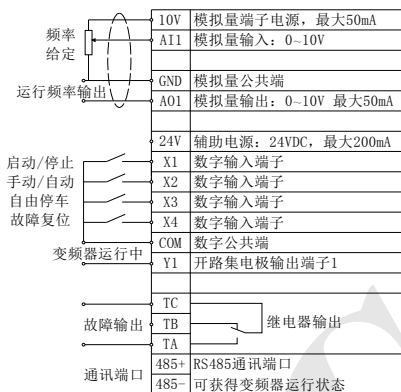 10V 模拟量端子电源，最大50mA
频率给定
AI1 模拟量输入：0~10V
GND 模拟量公共端
运行频率输出
AO1 模拟量输出：0~10V 最大50mA
24V 辅助电源：24VDC，最大200mA
启动/停止 X1 数字输入端子
手动/自动 X2 数字输入端子
自由停车 X3 数字输入端子
故障复位 X4 数字输入端子
COM 数字公共端
变频器运行中
Y1 开路集电极输出端子1
TC
故障输出 TB 继电器输出
TA
通讯端口
485+ RS485通讯端口
485- 可获得变频器运行状态